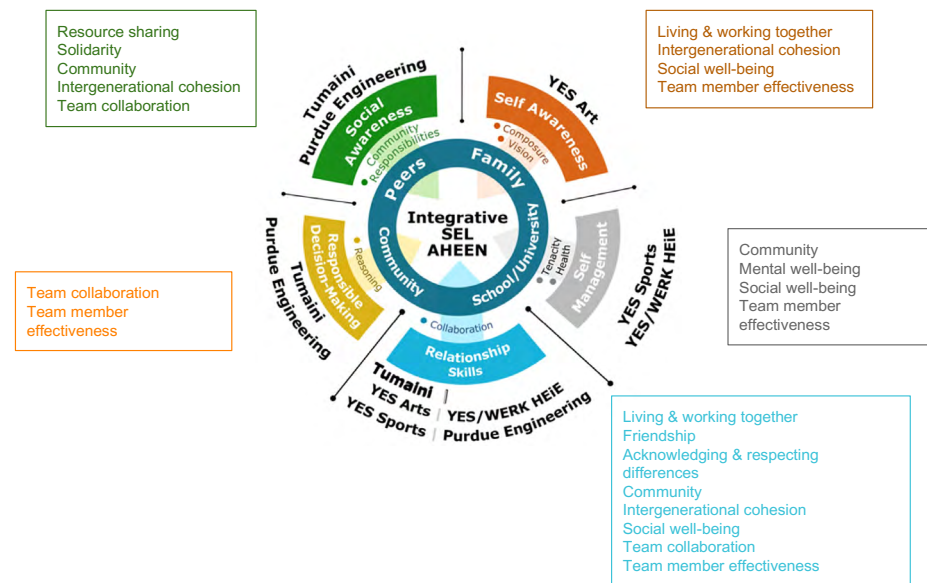 Resource sharing
Solidarity
Community
Intergenerational cohesion
Team collaboration
Living & working together
Intergenerational cohesion
Social well-being
Team member effectiveness
Tumaini
Purdue Engineering
Social
Awareness
Community
Responsibilities
YES Art
Self Awareness
Composure
Vision
Peers
Family
Community
School/University
Integrative
SEL
AHEEN
Purdue Engineering
Tumaini
Responsible
Decision-Making
Reasoning
Tenacity
Health
Self
Management
YES Sports
YES/WERK HEiE
Team collaboration
Team member
effectiveness
Community
Mental well-being
Social well-being
Team member
effectiveness
Collaboration
Relationship
Skills
Tumaini
YES Arts
YES Sports
YES/WERK HEiE
Purdue Engineering
Living & working together
Friendship
Acknowledging & respecting
differences
Community
Intergenerational cohesion
Social well-being
Team collaboration
Team member effectiveness